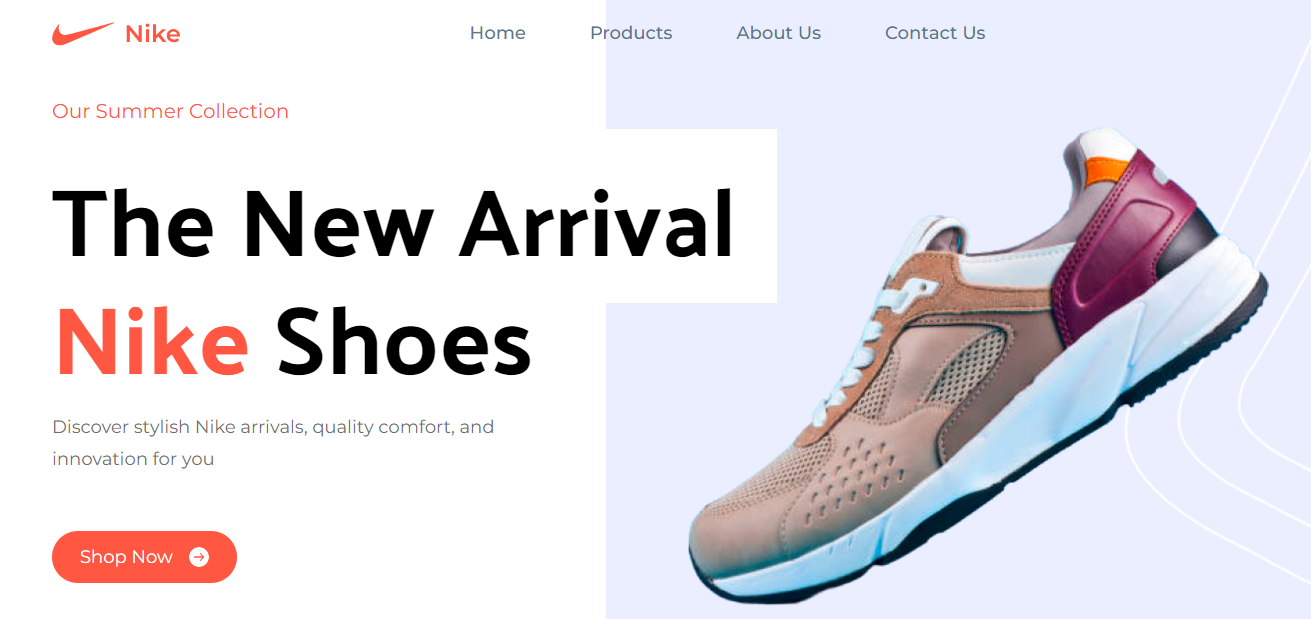 Nike
Home
Products
About Us
Contact Us
Our Summer Collection
The New Arrival
Nike Shoes
Discover stylish Nike arrivals, quality comfort, and
innovation for you
Shop Now